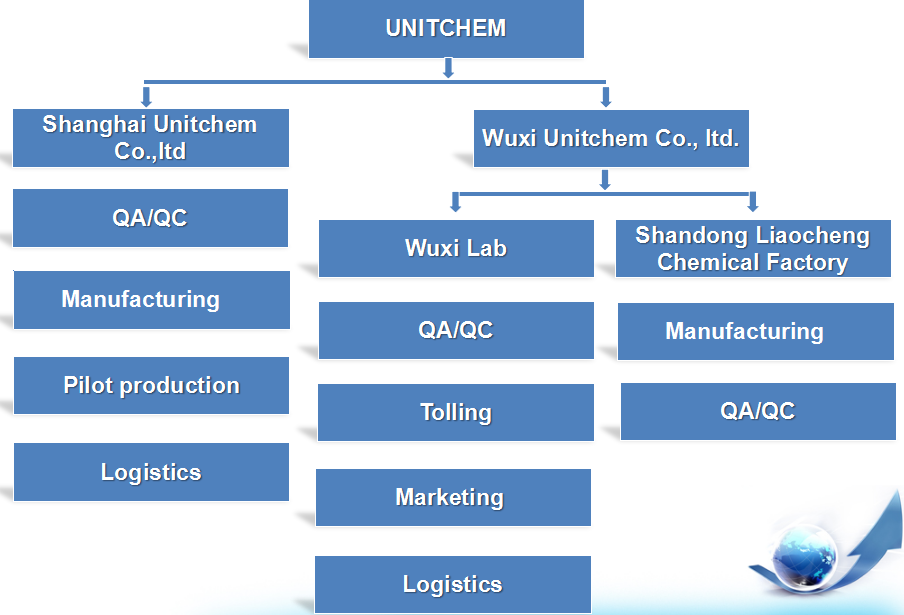 UNITCHEM
Shanghai Unitchem
Co.,ltd
QA/QC
Manufacturing
Pilot production
Logistics
Wuxi Unitchem Co., ltd.
Wuxi Lab
QA/QC
Tolling
Marketing
Logistics
Shandong Liaocheng
Chemical Factory
Manufacturing
QA/QC